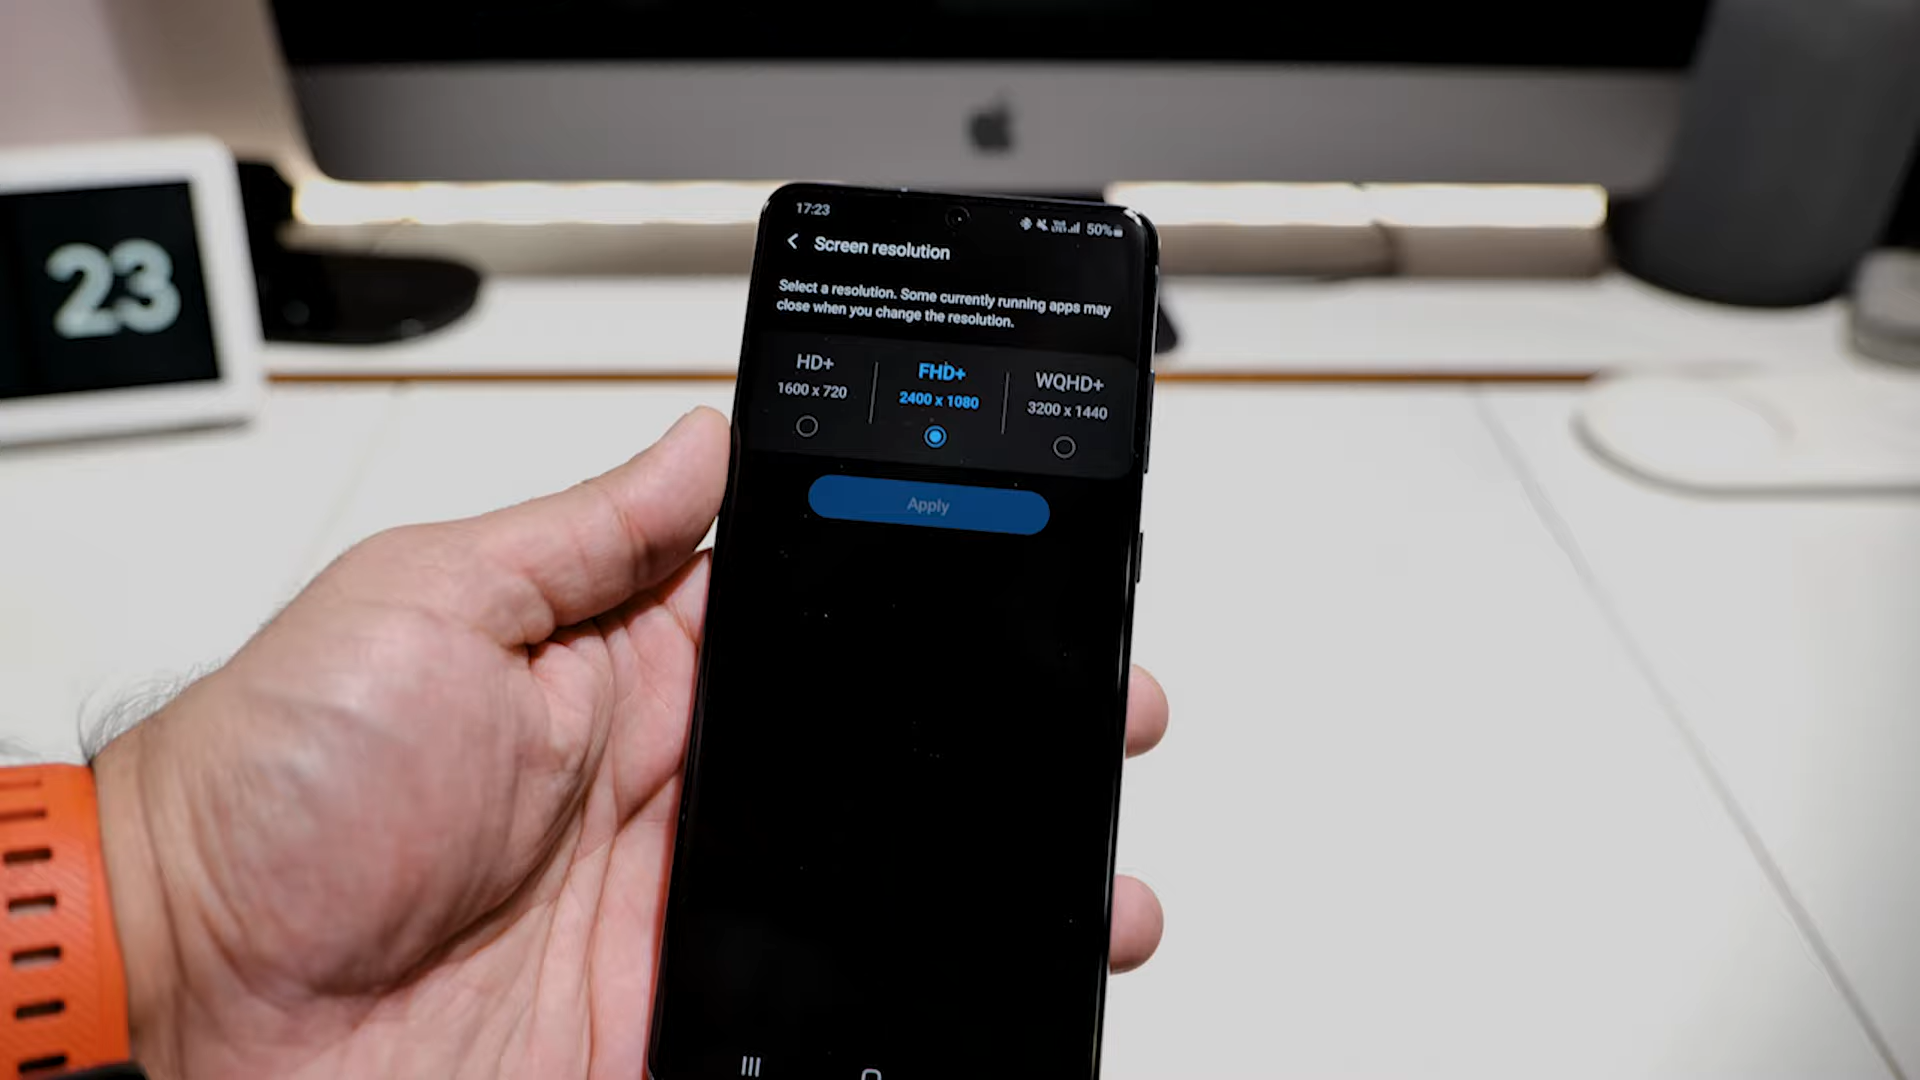 23
17:23
50%
Screen resolution
Select a resolution. Some currently running apps may
close when you change the resolution.
HD+
1600 x 720
FHD+
2400 x 1080
WQHD+
3200 x 1440
Apply